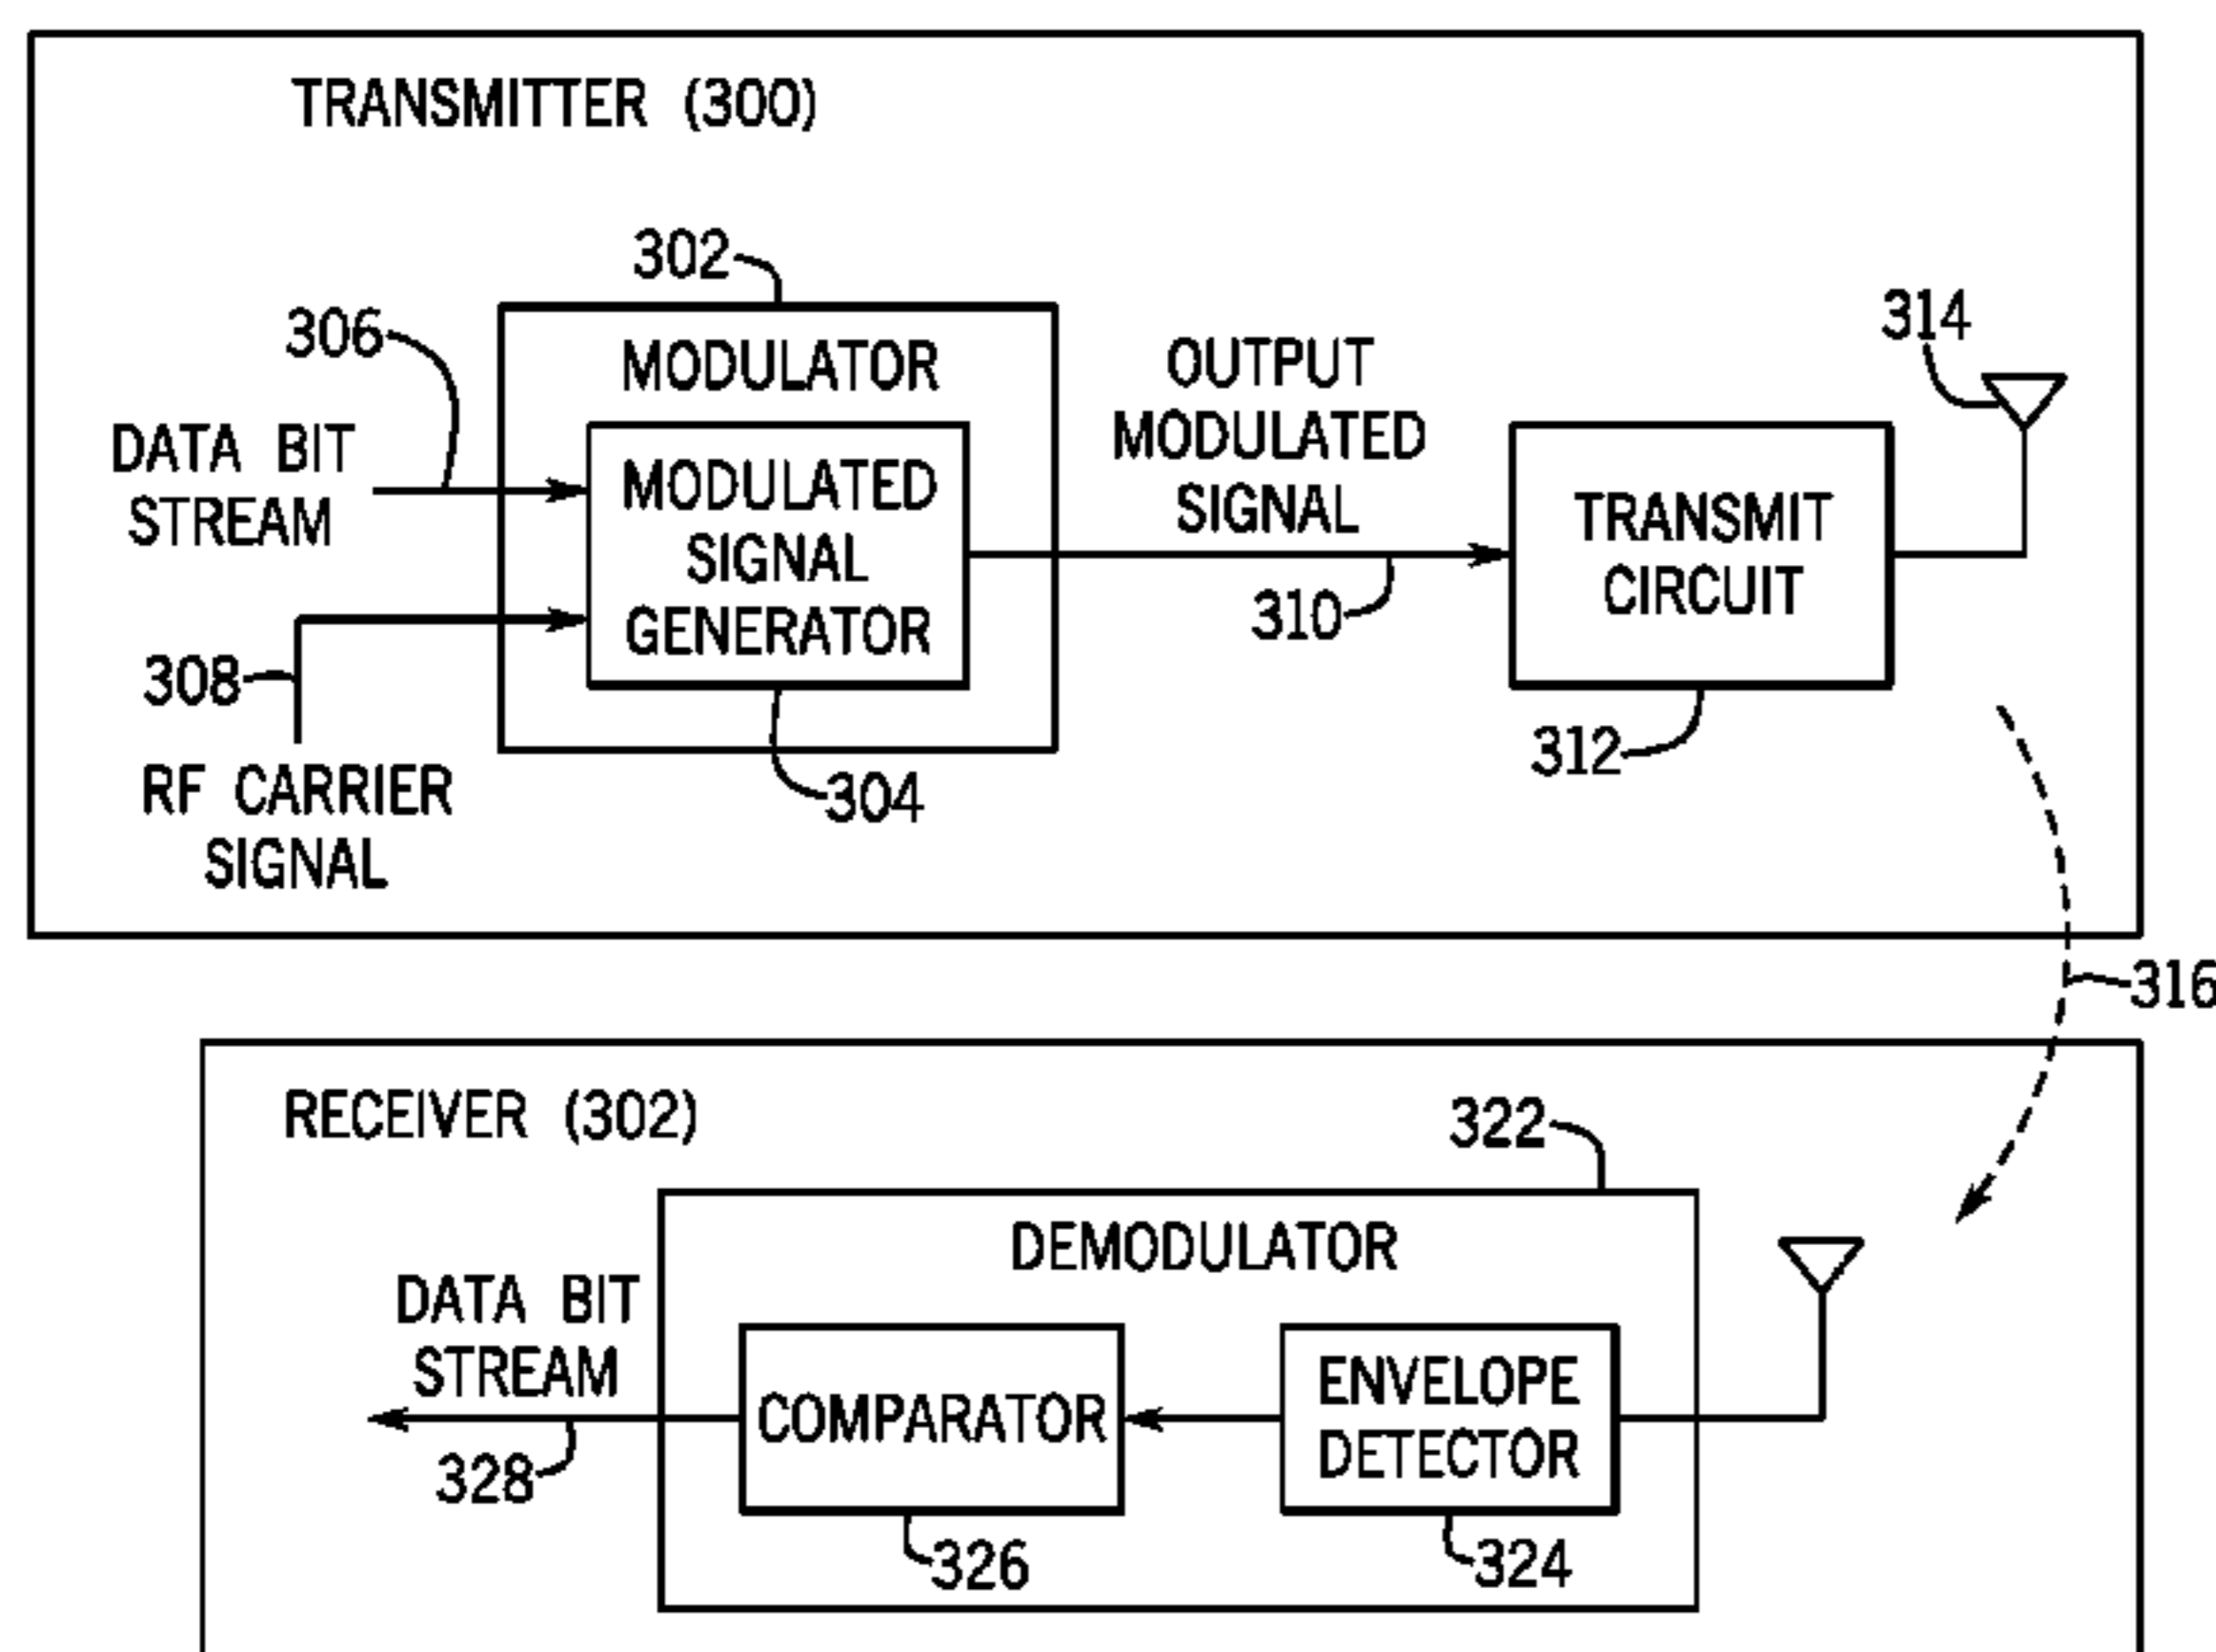 TRANSMITTER (300)
302
306
MODULATOR
DATA BIT
STREAM
MODULATED
SIGNAL
GENERATOR
308
RF CARRIER
SIGNAL
304
OUTPUT
MODULATED
SIGNAL
310
TRANSMIT
CIRCUIT
312
314
316
RECEIVER (302)
322
DEMODULATOR
DATA BIT
STREAM
328
COMPARATOR
326
ENVELOPE
DETECTOR
324